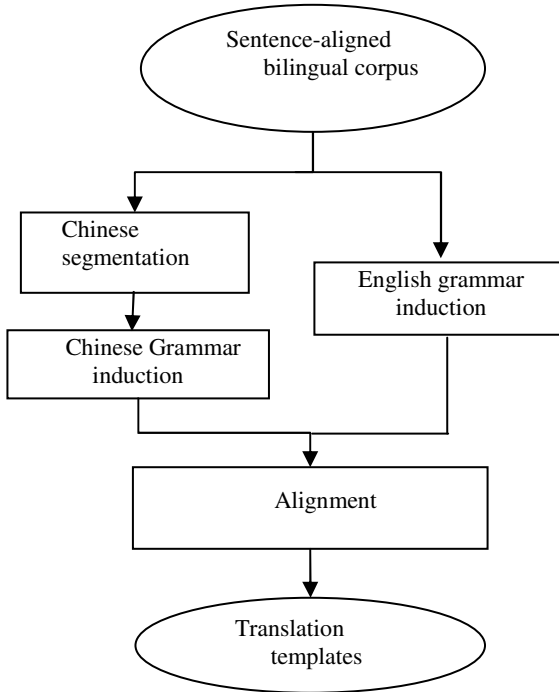 Sentence-aligned
bilingual corpus
Chinese
segmentation
English grammar
induction
Chinese Grammar
induction
Alignment
Translation
templates